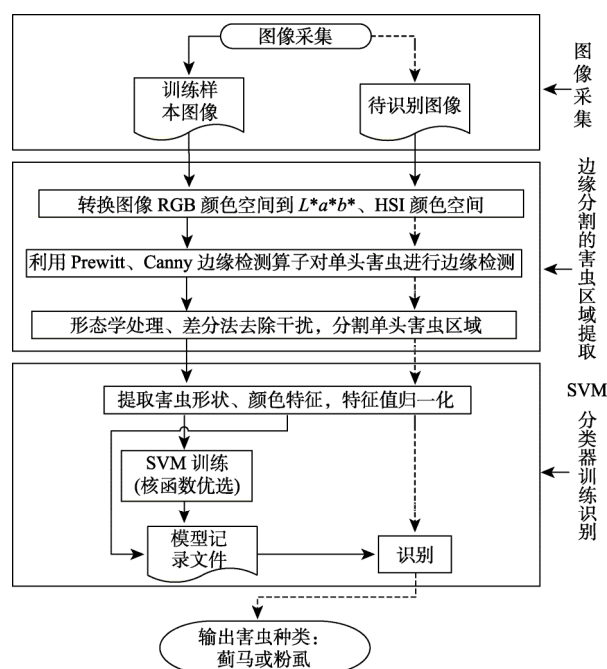 图像采集
训练样
本图像
待识别图像
图像采集
转换图像 RGB 颜色空间到 L*a*b*、HSI 颜色空间
利用 Prewitt、Canny 边缘检测算子对单头害虫进行边缘检测
形态学处理、差分法去除干扰，分割单头害虫区域
边缘分割的害虫区域提取
提取害虫形状、颜色特征，特征值归一化
SVM 训练
(核函数优选)
模型记
录文件
识别
SVM
分类器训练识别
输出害虫种类：
蓟马或粉虱